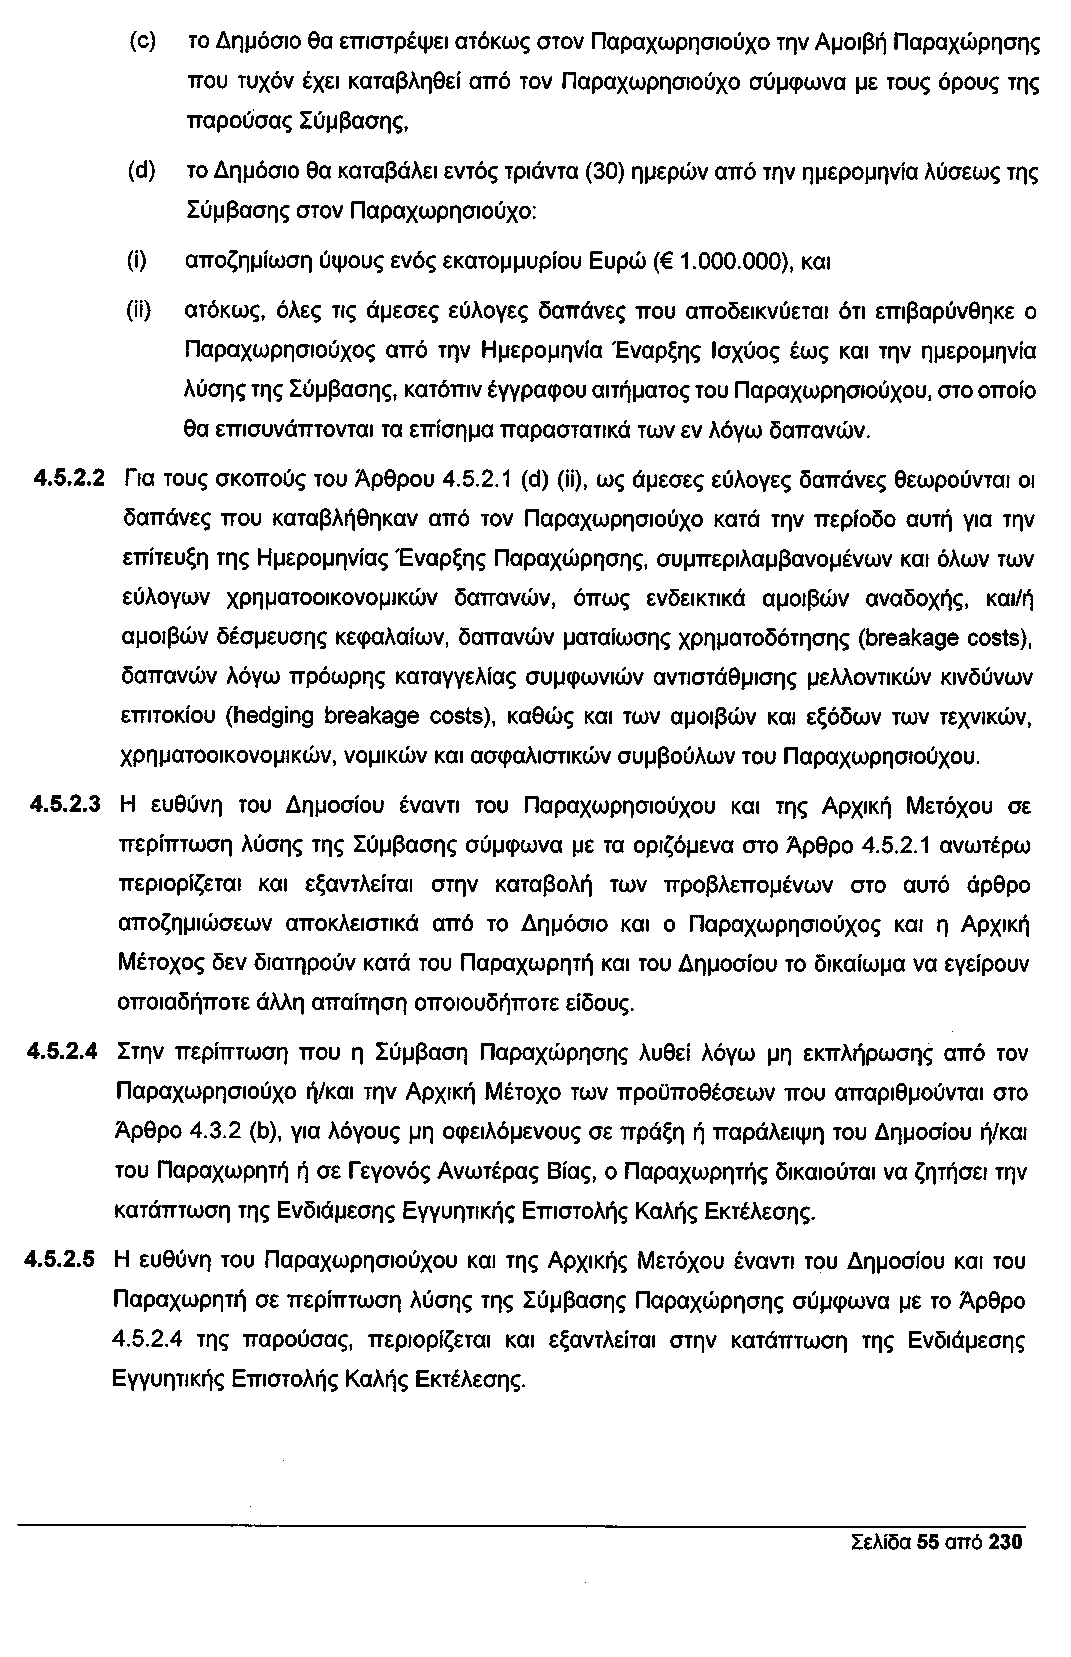 (c) το Δημόσιο θα επιστρέψει ατόκως στον Παραχωρησιούχο την Αμοιβή Παραχώρησης
που τυχόν έχει καταβληθεί από τον Παραχωρησιούχο σύμφωνα με τους όρους της
παρούσας Σύμβασης,
(d) το Δημόσιο θα καταβάλει εντός τριάντα (30) ημερών από την ημερομηνία λύσεως της
Σύμβασης στον Παραχωρησιούχο:
(i) αποζημίωση ύψους ενός εκατομμυρίου Ευρώ (€ 1.000.000), και
(ii) ατόκως, όλες τις άμεσες εύλογες δαπάνες που αποδεικνύεται ότι επιβαρύνθηκε ο
Παραχωρησιούχος από την Ημερομηνία Έναρξης Ισχύος έως και την ημερομηνία
λύσης της Σύμβασης, κατόπιν έγγραφου αιτήματος του Παραχωρησιούχου, στο οποίο
θα επισυνάπτονται τα επίσημα παραστατικά των εν λόγω δαπανών.
4.5.2.2 Για τους σκοπούς του Άρθρου 4.5.2.1 (d) (ii), ως άμεσες εύλογες δαπάνες θεωρούνται οι
δαπάνες που καταβλήθηκαν από τον Παραχωρησιούχο κατά την περίοδο αυτή για την
επίτευξη της Ημερομηνίας Έναρξης Παραχώρησης, συμπεριλαμβανομένων και όλων των
εύλογων χρηματοοικονομικών δαπανών, όπως ενδεικτικά αμοιβών αναδοχής, και/ή
αμοιβών δέσμευσης κεφαλαίων, δαπανών ματαίωσης χρηματοδότησης (breakage costs),
δαπανών λόγω πρόωρης καταγγελίας συμφωνιών αντιστάθμισης μελλοντικών κινδύνων
επιτοκίου (hedging breakage costs), καθώς και των αμοιβών και εξόδων των τεχνικών,
χρηματοοικονομικών, νομικών και ασφαλιστικών συμβούλων του Παραχωρησιούχου.
4.5.2.3 Η ευθύνη του Δημοσίου έναντι του Παραχωρησιούχου και της Αρχική Μετόχου σε
περίπτωση λύσης της Σύμβασης σύμφωνα με τα οριζόμενα στο Άρθρο 4.5.2.1 ανωτέρω
περιορίζεται και εξαντλείται στην καταβολή των προβλεπομένων στο αυτό άρθρο
αποζημιώσεων αποκλειστικά από το Δημόσιο και ο Παραχωρησιούχος και η Αρχική
Μέτοχος δεν διατηρούν κατά του Παραχωρητή και του Δημοσίου το δικαίωμα να εγείρουν
οποιαδήποτε άλλη απαίτηση οποιουδήποτε είδους.
4.5.2.4 Στην περίπτωση που η Σύμβαση Παραχώρησης λυθεί λόγω μη εκπλήρωσης από τον
Παραχωρησιούχο ή/και την Αρχική Μέτοχο των προϋποθέσεων που απαριθμούνται στο
Άρθρο 4.3.2 (b), για λόγους μη οφειλόμενους σε πράξη ή παράλειψη του Δημοσίου ή/και
του Παραχωρητή ή σε Γεγονός Ανωτέρας Βίας, ο Παραχωρητής δικαιούται να ζητήσει την
κατάπτωση της Ενδιάμεσης Εγγυητικής Επιστολής Καλής Εκτέλεσης.
4.5.2.5 Η ευθύνη του Παραχωρησιούχου και της Αρχικής Μετόχου έναντι του Δημοσίου και του
Παραχωρητή σε περίπτωση λύσης της Σύμβασης Παραχώρησης σύμφωνα με το Άρθρο
4.5.2.4 της παρούσας, περιορίζεται και εξαντλείται στην κατάπτωση της Ενδιάμεσης
Εγγυητικής Επιστολής Καλής Εκτέλεσης.
Σελίδα 55 από 230